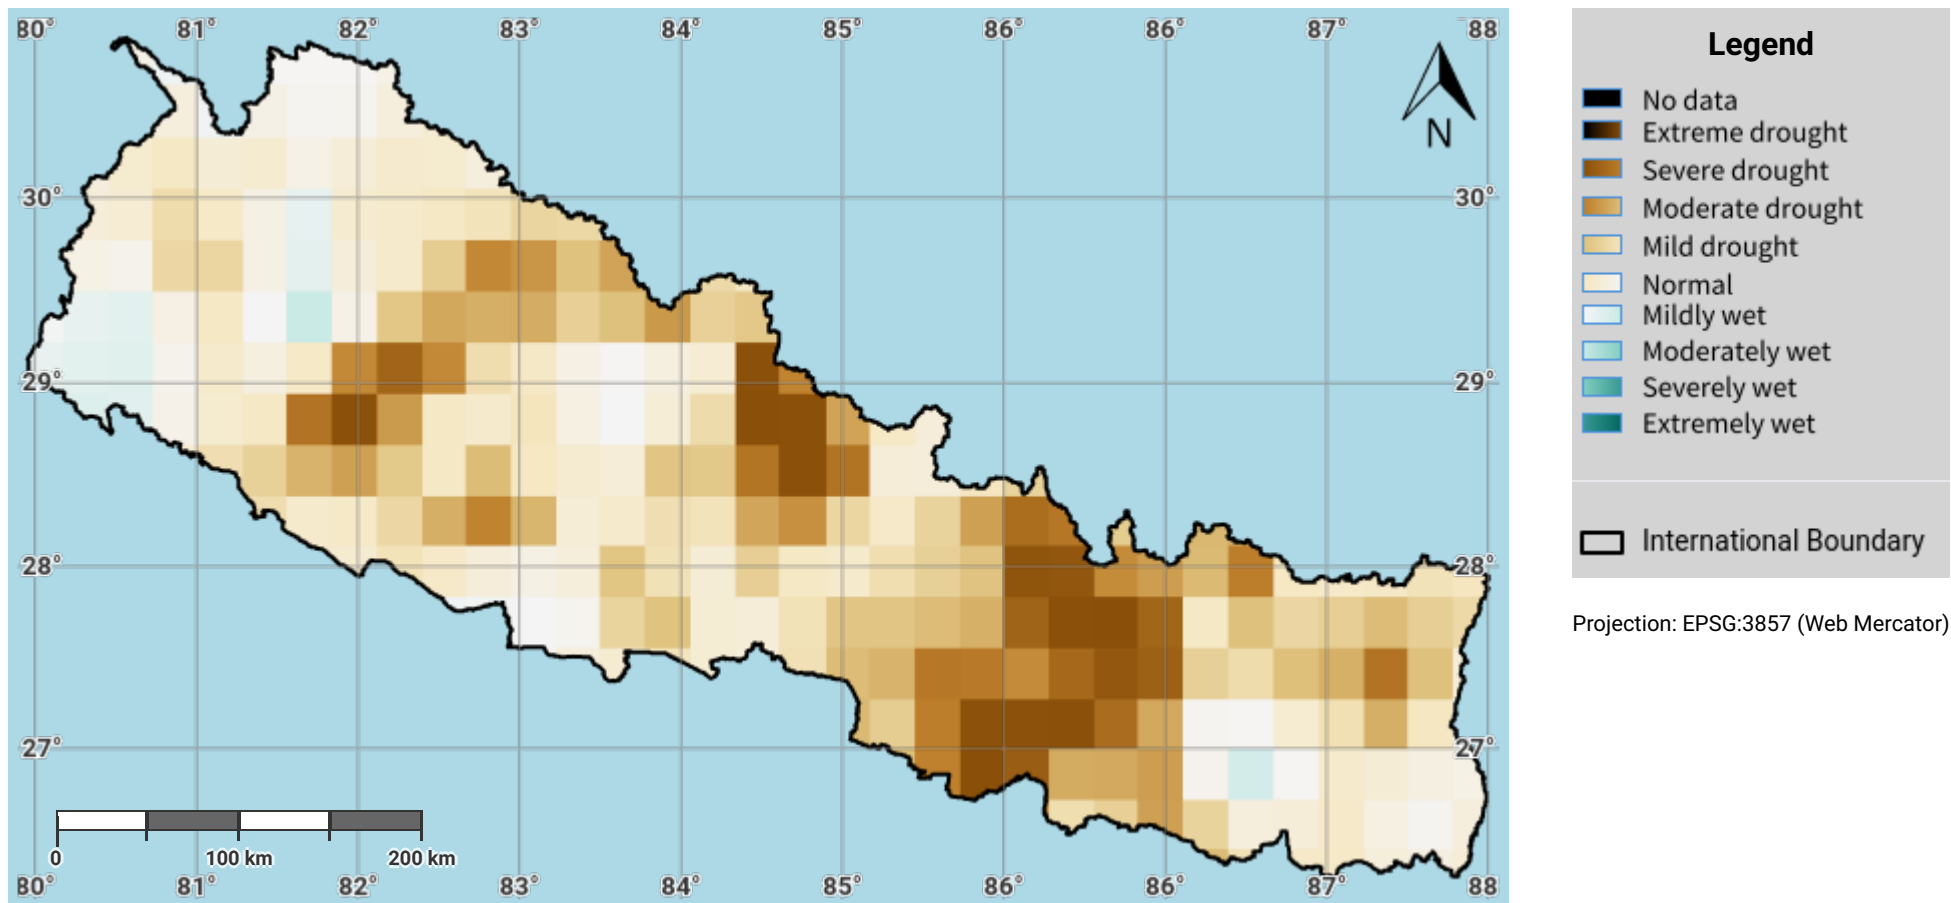 80° 81° 82° 83° 84° 85° 86° 86° 87° 88
N
30° 30°
29° 29°
28° 28°
27° 27°
0 100 km 200 km
80° 81° 82° 83° 84° 85° 86° 86° 87° 88
Legend
No data
Extreme drought
Severe drought
Moderate drought
Mild drought
Normal
Mildly wet
Moderately wet
Severely wet
Extremely wet
International Boundary
Projection: EPSG:3857 (Web Mercator)